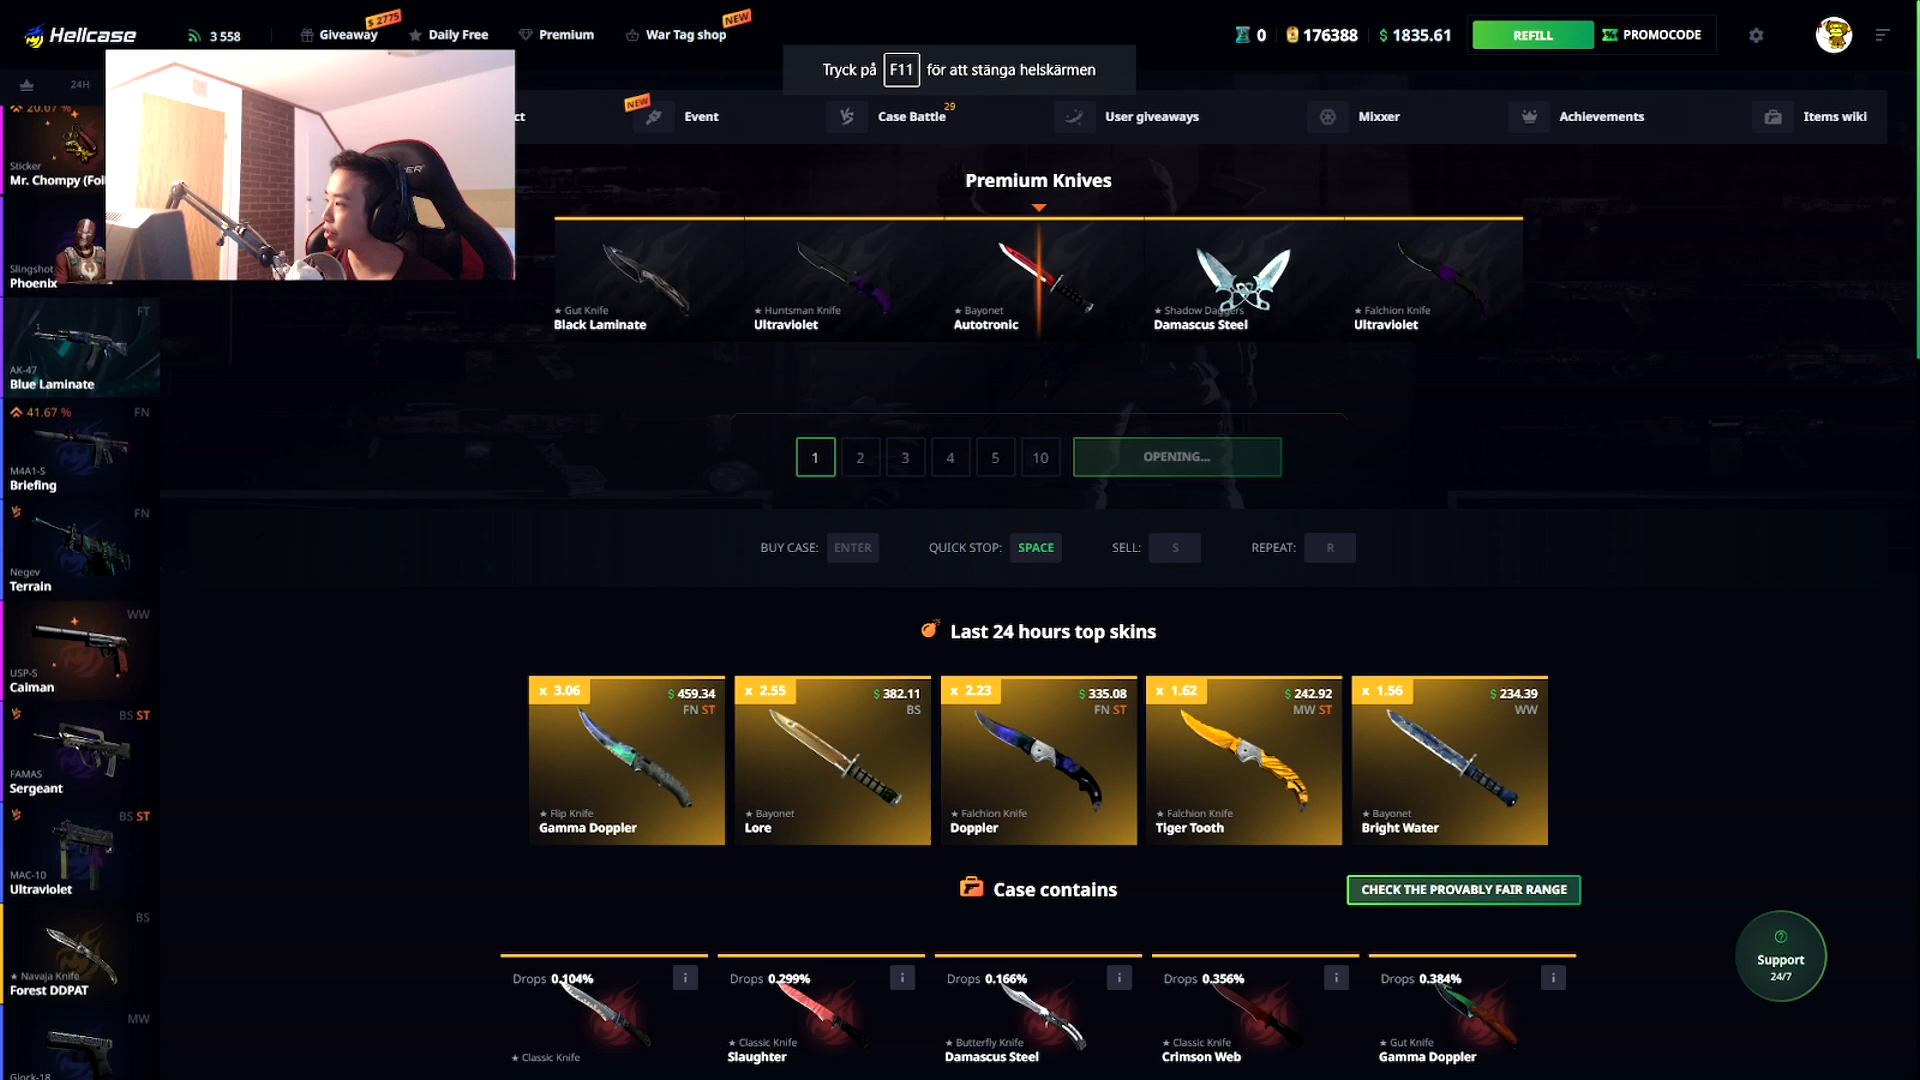 Hellcase
3 558
Giveaway
$ 2775
Daily Free
Premium
War Tag shop
NEW
0
176388
$ 1835.61
REFILL
PROMOCODE
Tryck på F11 för att stänga helskärmen
24H
ct
NEW
Event
Case Battle
29
User giveaways
Mixxer
Achievements
Items wiki
20.67 %
Sticker
Mr. Chompy (Foil
Slingshot
Phoenix
FT
AK-47
Blue Laminate
41.67 %
FN
M4A1-S
Briefing
FN
Negev
Terrain
WW
USP-S
Caiman
BS ST
FAMAS
Sergeant
BS ST
MAC-10
Ultraviolet
BS
★ Navaja Knife
Forest DDPAT
MW
Glock-18
Premium Knives
★ Gut Knife
Black Laminate
★ Huntsman Knife
Ultraviolet
★ Bayonet
Autotronic
★ Shadow Daggers
Damascus Steel
★ Falchion Knife
Ultraviolet
1
2
3
4
5
10
OPENING...
BUY CASE: ENTER
QUICK STOP: SPACE
SELL: S
REPEAT: R
Last 24 hours top skins
x 3.06
$ 459.34
FN ST
★ Flip Knife
Gamma Doppler
x 2.55
$ 382.11
BS
★ Bayonet
Lore
x 2.23
$ 335.08
FN ST
★ Falchion Knife
Doppler
x 1.62
$ 242.92
MW ST
★ Falchion Knife
Tiger Tooth
x 1.56
$ 234.39
WW
★ Bayonet
Bright Water
Case contains
CHECK THE PROVABLY FAIR RANGE
Drops 0.104%
i
★ Classic Knife
Drops 0.299%
i
★ Classic Knife
Slaughter
Drops 0.166%
i
★ Butterfly Knife
Damascus Steel
Drops 0.356%
i
★ Classic Knife
Crimson Web
Drops 0.384%
i
★ Gut Knife
Gamma Doppler
Support
24/7